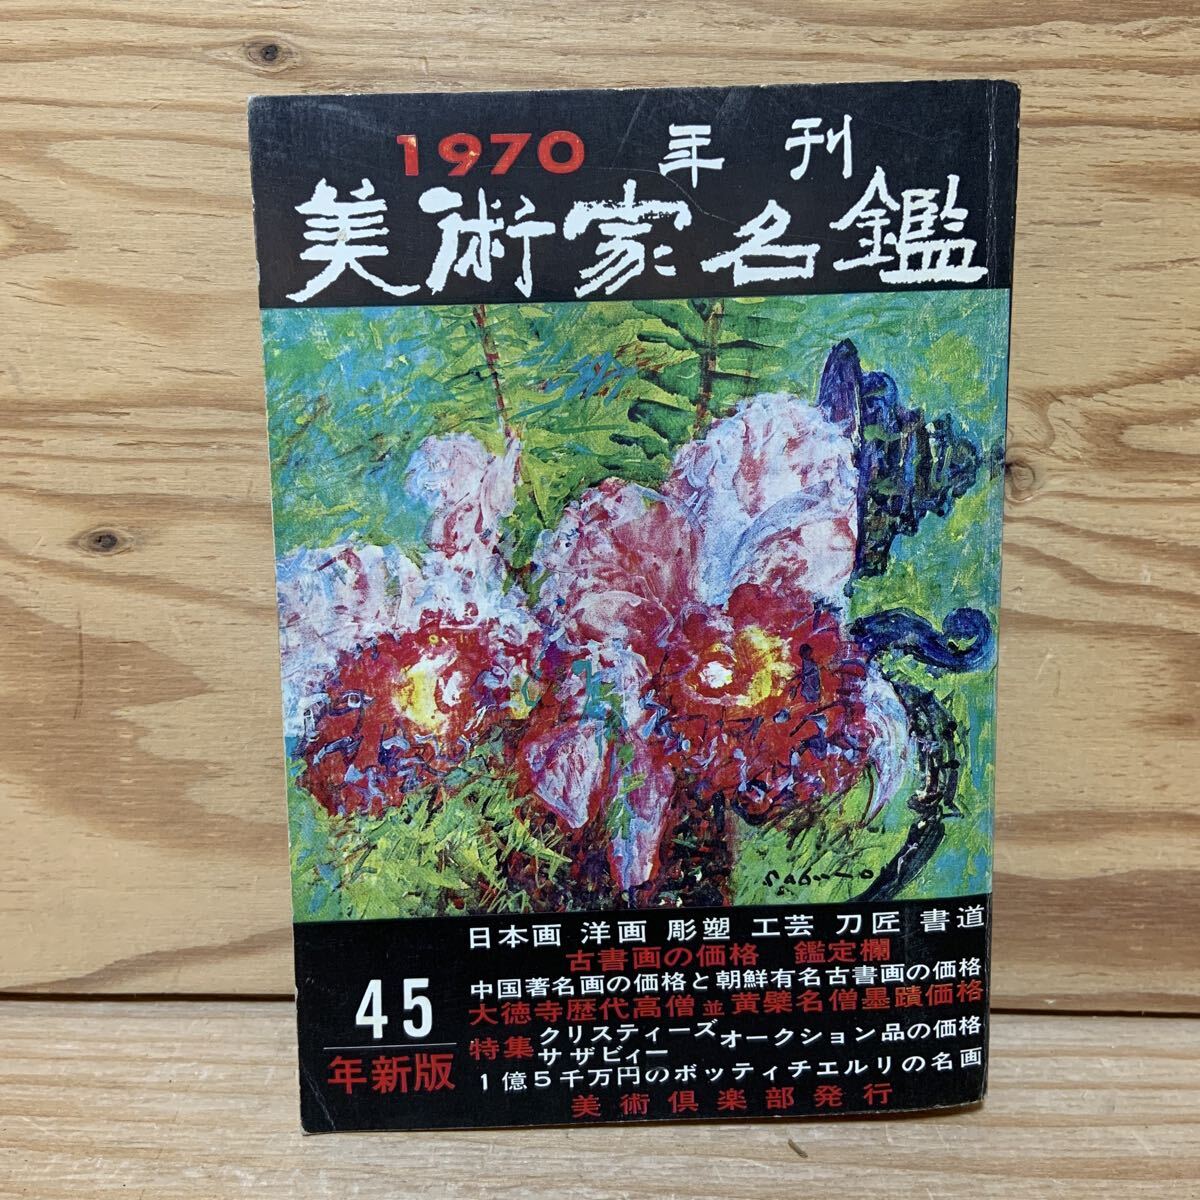 1970 年刊
美術家名鑑
Saburo
日本画 洋画 彫塑 工芸 刀匠 書道
古書画の価格 鑑定欄
中国著名画の価格と朝鮮有名古書画の価格
大徳寺歴代高僧並黄檗名僧墨蹟価格
特集 クリスティーズ サザビィー オークション品の価格
1億5千万円のボッティチエルリの名画
美術倶楽部発行
45
年新版